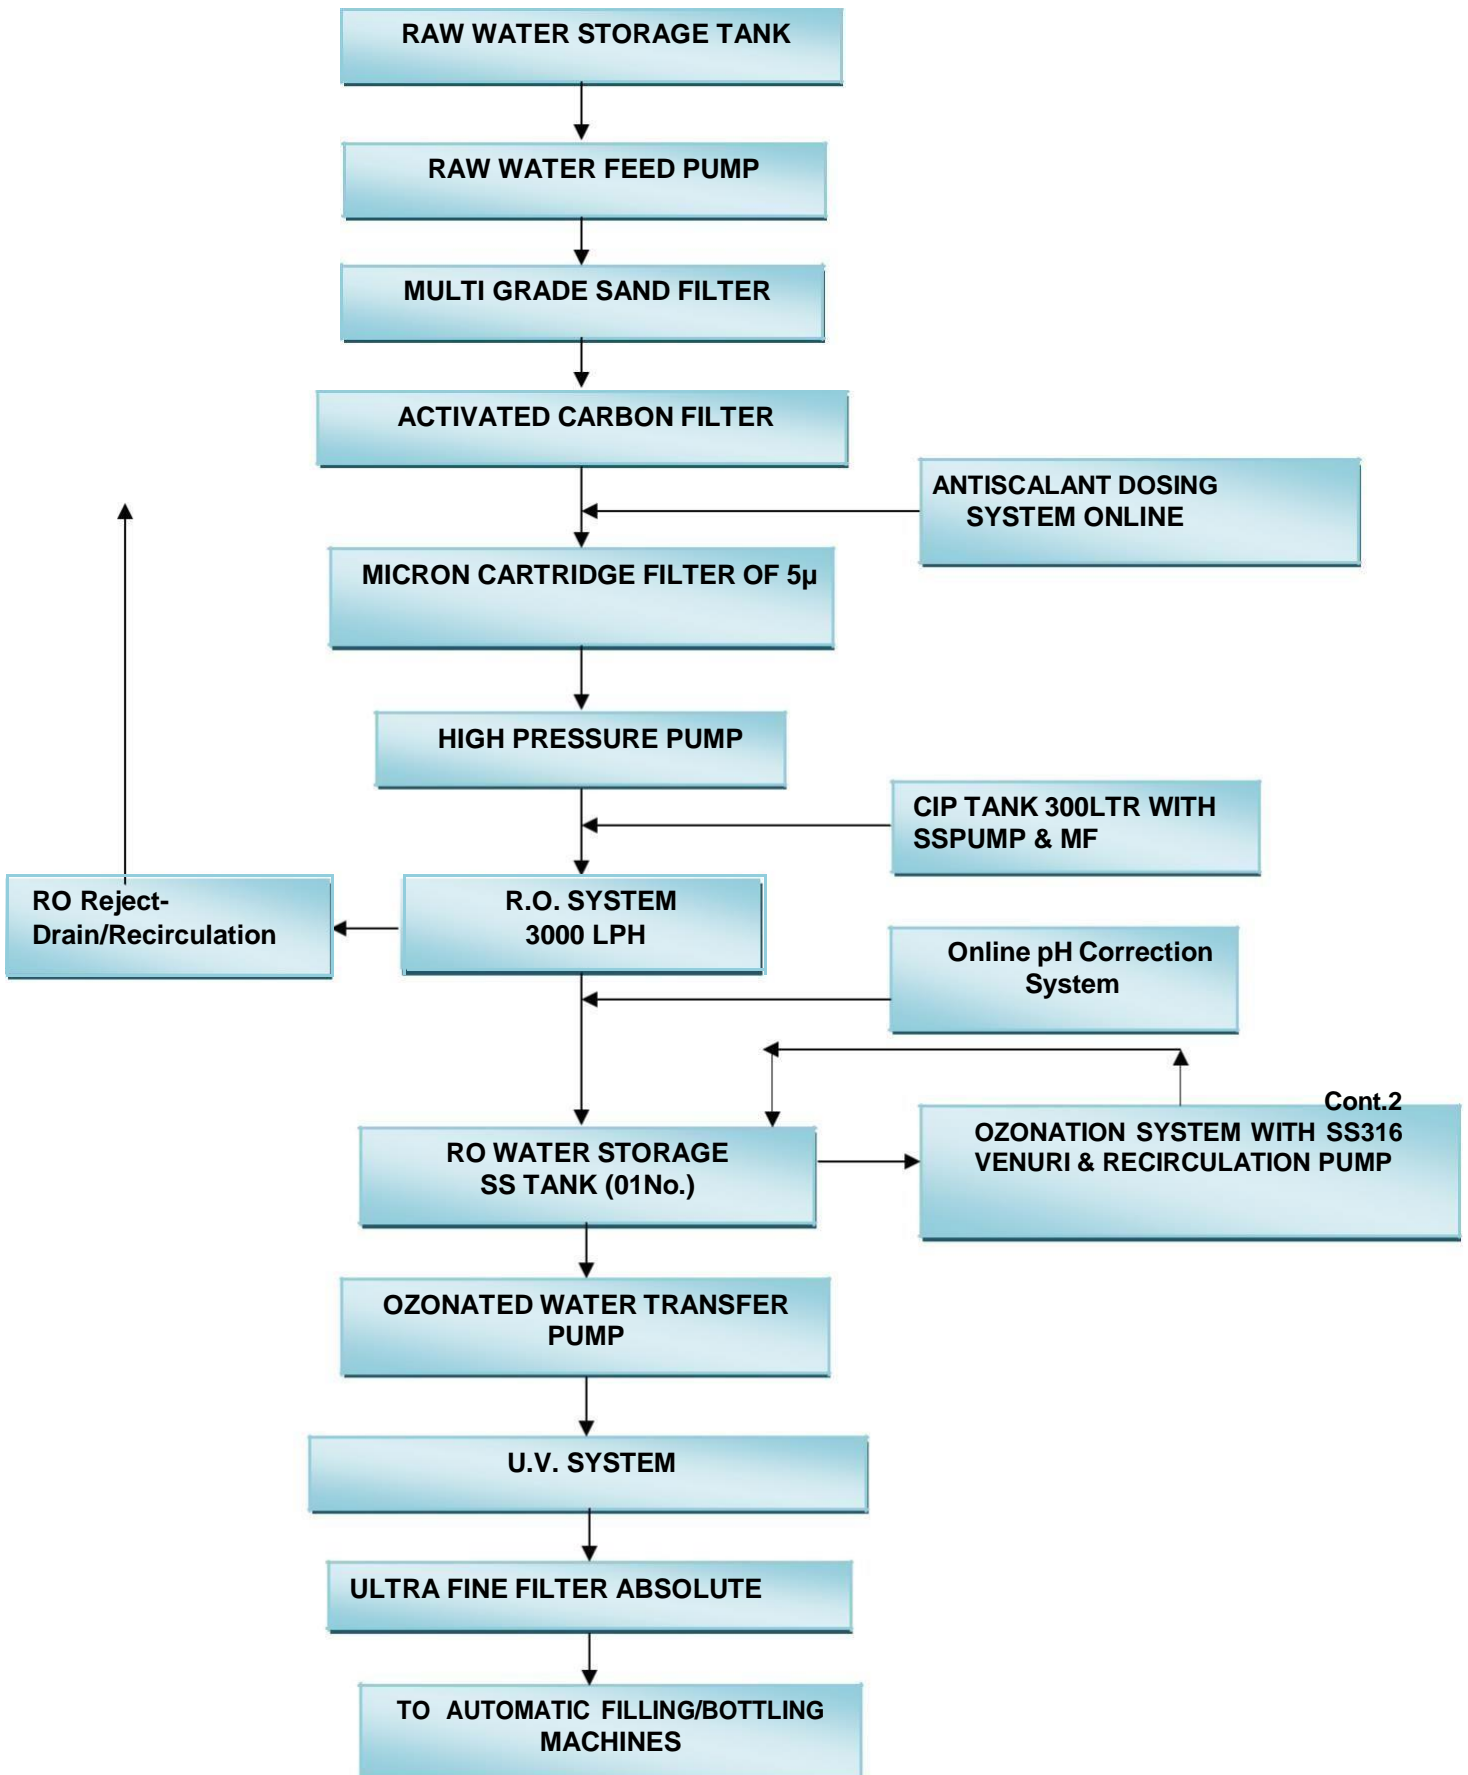 RAW WATER STORAGE TANK
RAW WATER FEED PUMP
MULTI GRADE SAND FILTER
ACTIVATED CARBON FILTER
ANTISCALANT DOSING
SYSTEM ONLINE
MICRON CARTRIDGE FILTER OF 5µ
HIGH PRESSURE PUMP
CIP TANK 300LTR WITH
SSPUMP & MF
RO Reject-
Drain/Recirculation
R.O. SYSTEM
3000 LPH
Online pH Correction
System
Cont.2
OZONATION SYSTEM WITH SS316
VENURI & RECIRCULATION PUMP
RO WATER STORAGE
SS TANK (01No.)
OZONATED WATER TRANSFER
PUMP
U.V. SYSTEM
ULTRA FINE FILTER ABSOLUTE
TO AUTOMATIC FILLING/BOTTLING
MACHINES